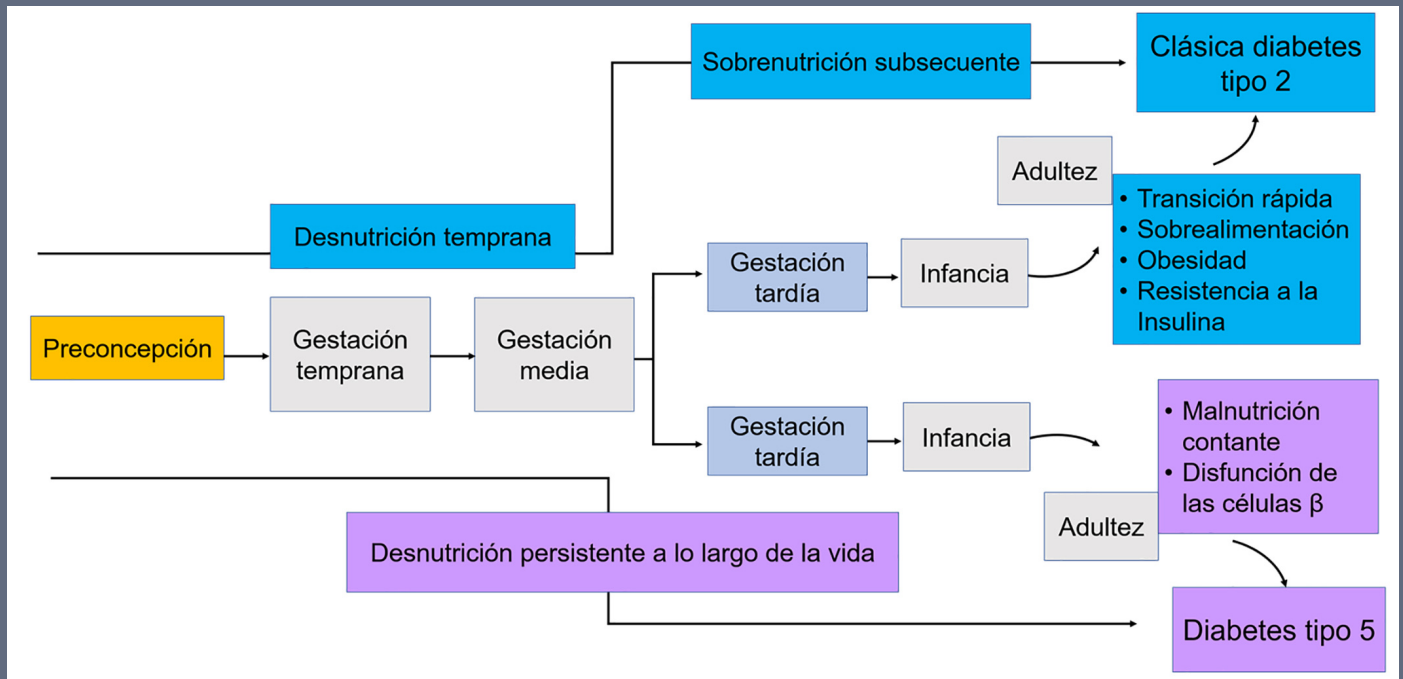 Sobrenutrición subsecuente
Clásica diabetes
tipo 2
Desnutrición temprana
Adultez
• Transición rápida
• Sobrealimentación
• Obesidad
• Resistencia a la
Insulina
Gestación
tardía
Infancia
Preconcepción
Gestación
temprana
Gestación
media
Gestación
tardía
Infancia
• Malnutrición
contante
• Disfunción de
las células β
Adultez
Desnutrición persistente a lo largo de la vida
Diabetes tipo 5